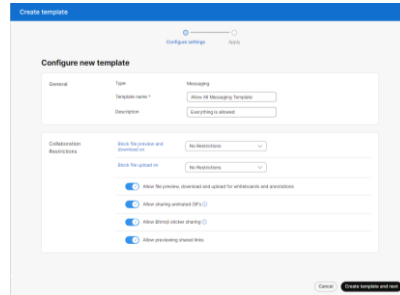 Create template
Configure settings
Apply
Configure new template
General
Type
Messaging
Template name *
Allow All Messaging Template
Description
Everything is allowed
Collaboration
Restrictions
Block file preview and
download on
No Restrictions
Block file upload on
No Restrictions
Allow file preview, download and upload for whiteboards and annotations
Allow sharing animated GIFs
Allow Bitmoji sticker sharing
Allow previewing shared links
Cancel
Create template and next